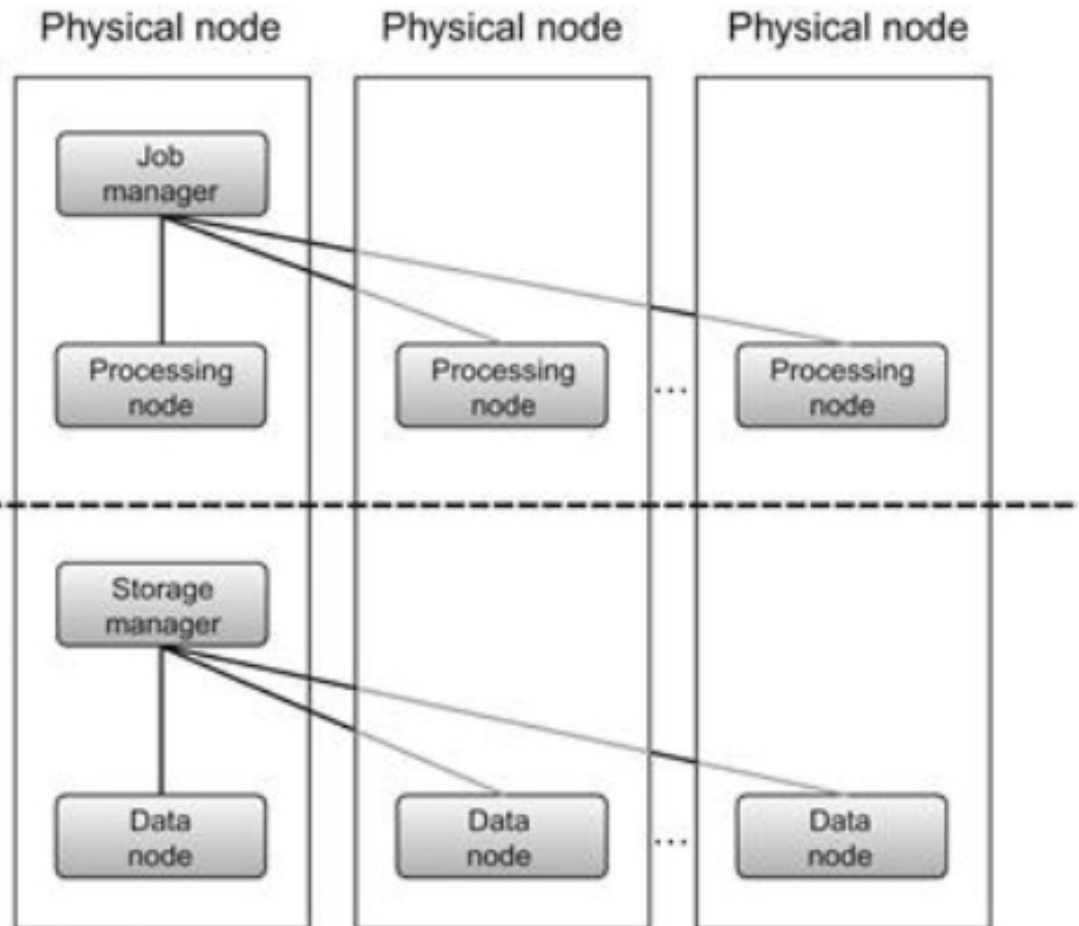 Physical node
Physical node
Physical node
Job
manager
Processing
node
Processing
node
...
Processing
node
Storage
manager
Data
node
Data
node
...
Data
node